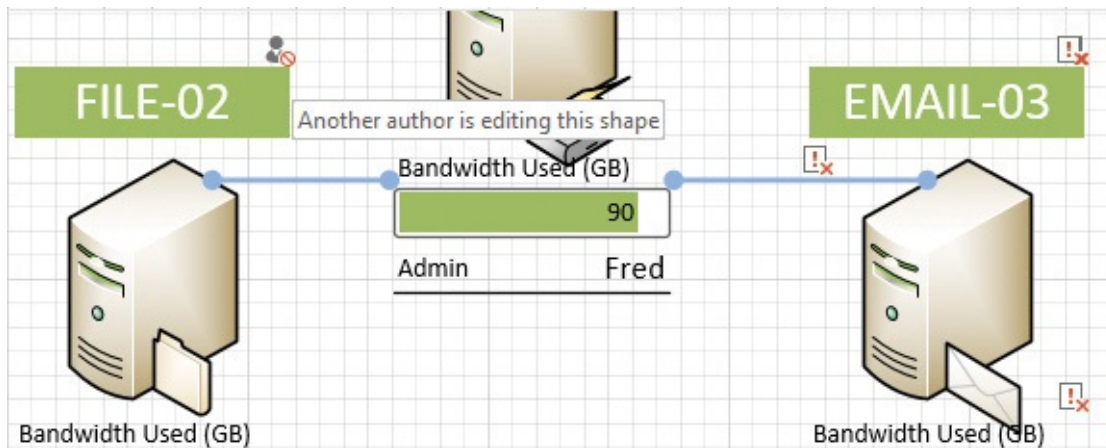 FILE-02
EMAIL-03
Another author is editing this shape
Bandwidth Used (GB)
90
Admin Fred
Bandwidth Used (GB)
Bandwidth Used (GB)